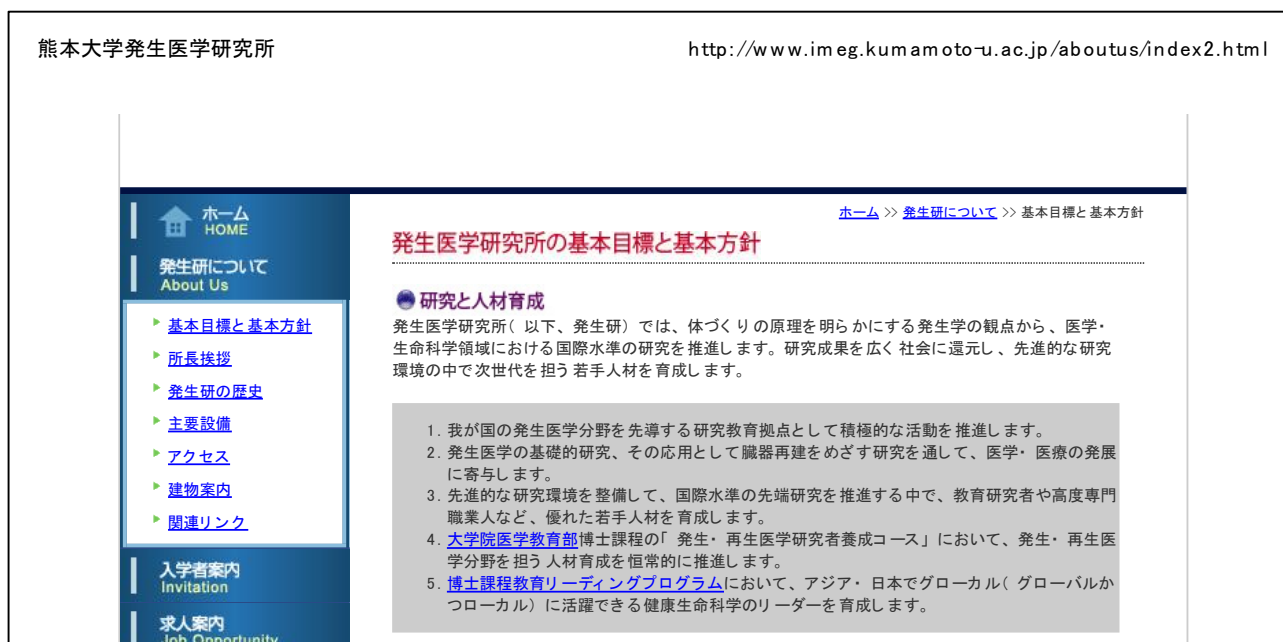 熊本大学発生医学研究所
http://www.imeg.kumamoto-u.ac.jp/aboutus/index2.html
ホーム
HOME
発生研について
About Us
基本目標と基本方針
所長挨拶
発生研の歴史
主要設備
アクセス
建物案内
関連リンク
入学者案内
Invitation
求人案内
Job Opportunity
ホーム >> 発生研について >> 基本目標と基本方針
発生医学研究所の基本目標と基本方針
研究と人材育成
発生医学研究所(以下、発生研)では、体づくりの原理を明らかにする発生学の観点から、医学・
生命科学領域における国際水準の研究を推進します。研究成果を広く社会に還元し、先進的な研究
環境の中で次世代を担う若手人材を育成します。
1. 我が国の発生医学分野を先導する研究教育拠点として積極的な活動を推進します。
2. 発生医学の基礎的研究、その応用として臓器再建をめざす研究を通して、医学・医療の発展
に寄与します。
3. 先進的な研究環境を整備して、国際水準の先端研究を推進する中で、教育研究者や高度専門
職業人など、優れた若手人材を育成します。
4. 大学院医学教育部博士課程の「発生・再生医学研究者養成コース」において、発生・再生医
学分野を担う人材育成を恒常的に推進します。
5. 博士課程教育リーディングプログラムにおいて、アジア・日本でグローカル(グローバルか
つローカル)に活躍できる健康生命科学のリーダーを育成します。